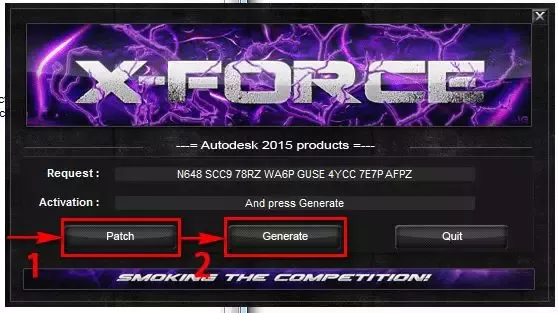 X-FORCE
---= Autodesk 2015 products =---
Request : N648 SCC9 78RZ WA6P GUSE 4YCC 7E7P AFPZ
Activation : And press Generate
Patch Generate Quit
1 2
SMOKING THE COMPETITION!